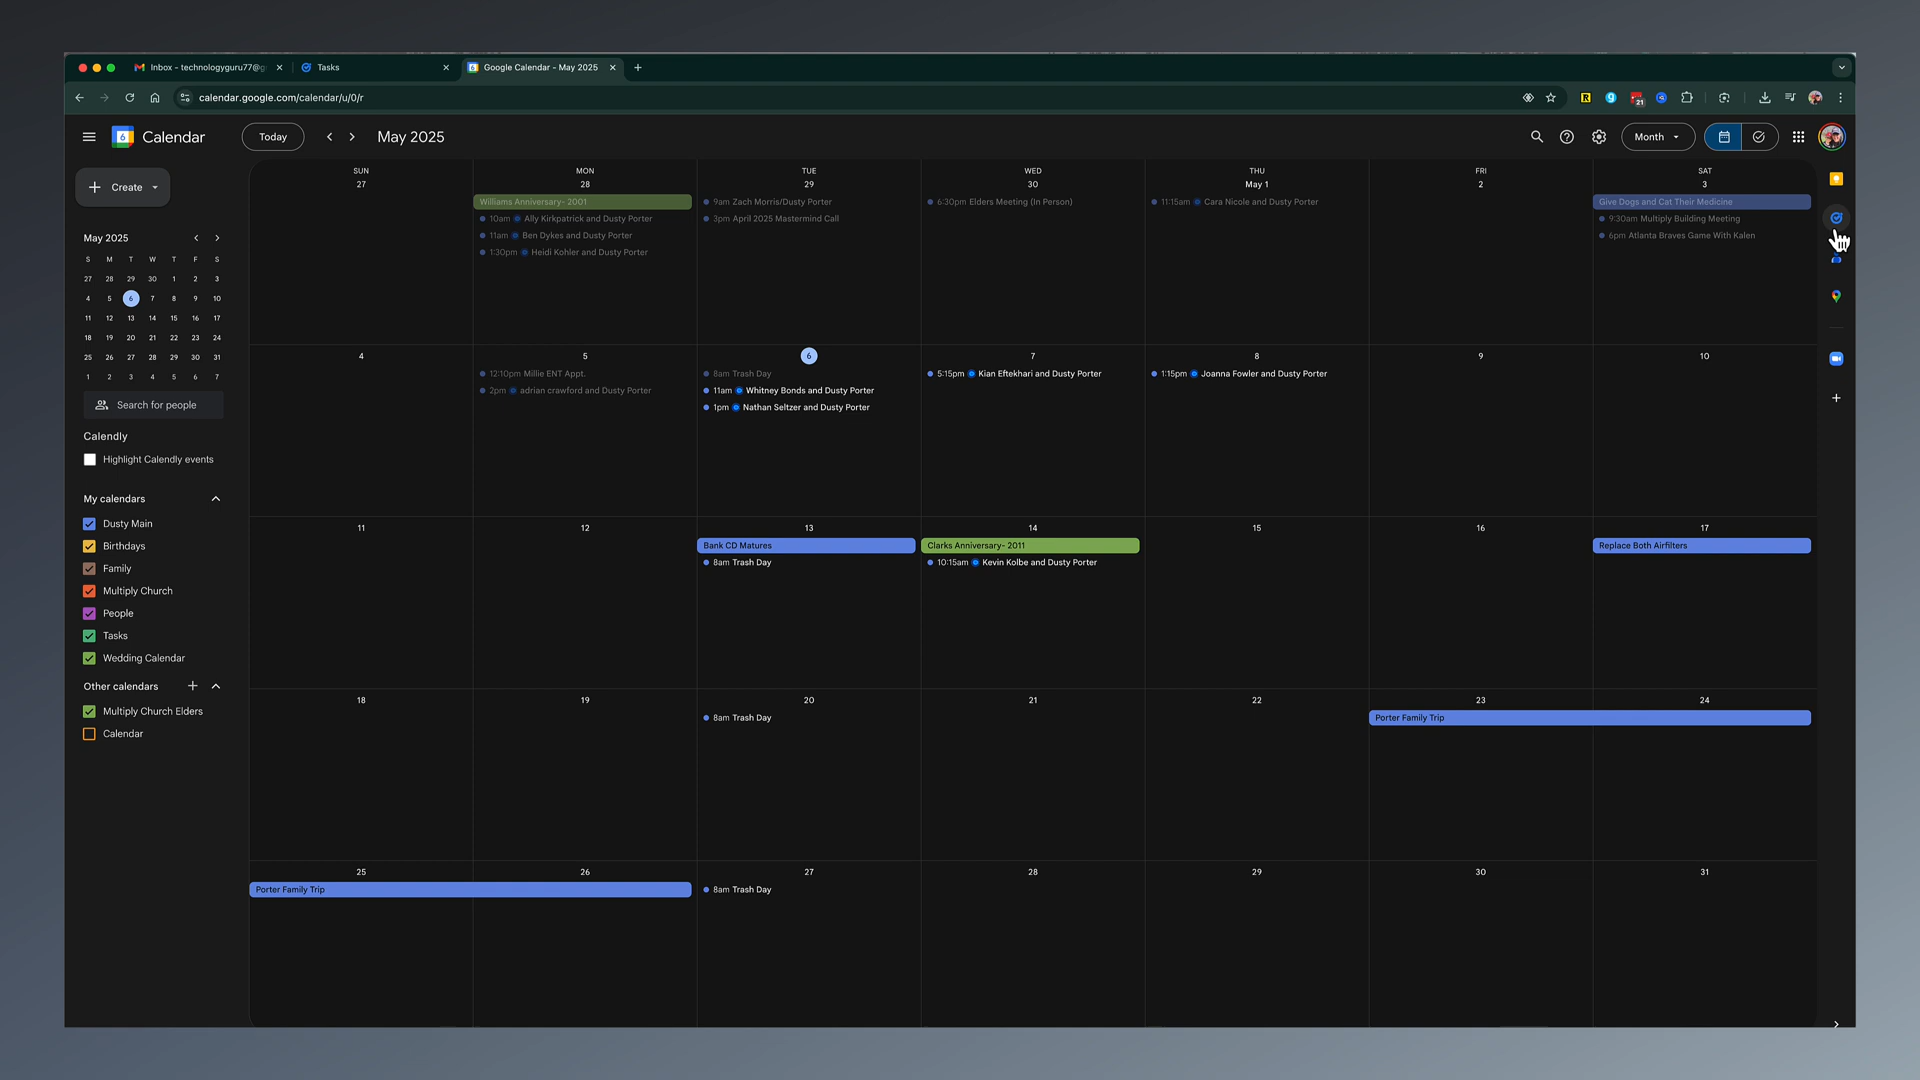 Inbox - technologyguru77@g
Tasks
Google Calendar - May 2025
calendar.google.com/calendar/u/0/r
21
6
Calendar
Today
May 2025
Month
Create
May 2025
S M T W T F S
27 28 29 30 1 2 3
4 5 6 7 8 9 10
11 12 13 14 15 16 17
18 19 20 21 22 23 24
25 26 27 28 29 30 31
1 2 3 4 5 6 7
Search for people
Calendly
Highlight Calendly events
My calendars
Dusty Main
Birthdays
Family
Multiply Church
People
Tasks
Wedding Calendar
Other calendars
Multiply Church Elders
Calendar
SUN MON TUE WED THU FRI SAT
27 28 29 30 May 1 2 3
Williams Anniversary- 2001
10am Ally Kirkpatrick and Dusty Porter
11am Ben Dykes and Dusty Porter
1:30pm Heidi Kohler and Dusty Porter
9am Zach Morris/Dusty Porter
3pm April 2025 Mastermind Call
6:30pm Elders Meeting (In Person)
11:15am Cara Nicole and Dusty Porter
Give Dogs and Cat Their Medicine
9:30am Multiply Building Meeting
6pm Atlanta Braves Game With Kalen
4 5 6 7 8 9 10
12:10pm Millie ENT Appt.
2pm adrian crawford and Dusty Porter
8am Trash Day
11am Whitney Bonds and Dusty Porter
1pm Nathan Seltzer and Dusty Porter
5:15pm Kian Eftekhari and Dusty Porter
1:15pm Joanna Fowler and Dusty Porter
11 12 13 14 15 16 17
Bank CD Matures
8am Trash Day
Clarks Anniversary- 2011
10:15am Kevin Kolbe and Dusty Porter
Replace Both Airfilters
18 19 20 21 22 23 24
8am Trash Day
Porter Family Trip
25 26 27 28 29 30 31
Porter Family Trip
8am Trash Day